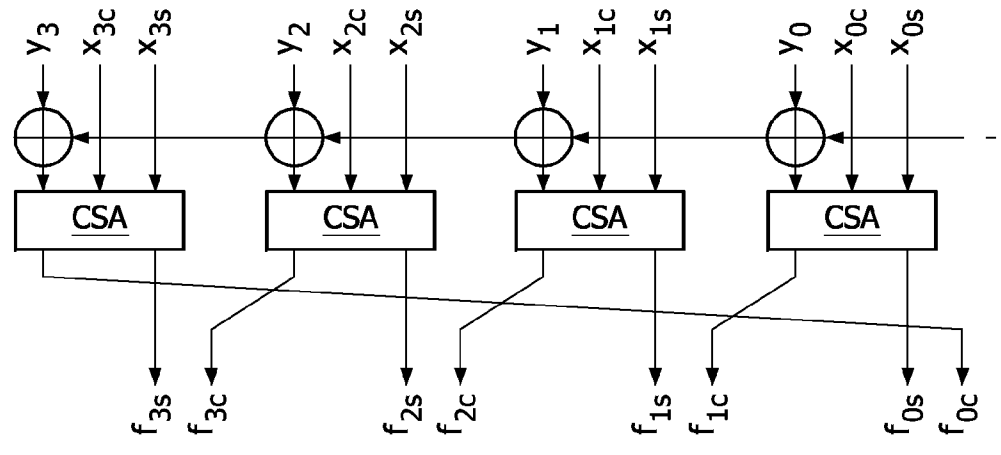 y3 x3c x3s y2 x2c x2s y1 x1c x1s y0 x0c x0s
CSA CSA CSA CSA
f3s f3c f2s f2c f1s f1c f0s f0c